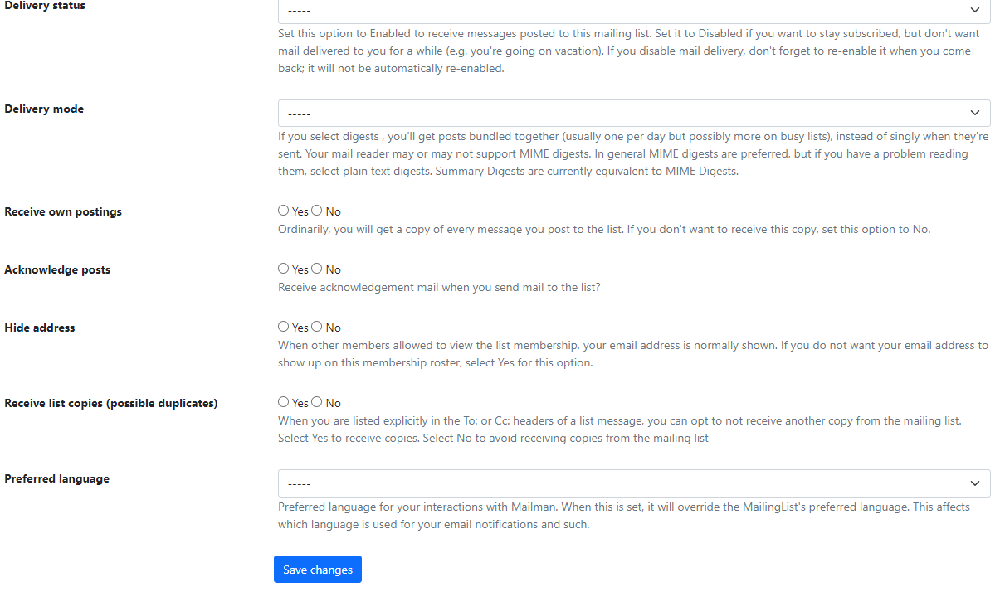 Delivery status
-----
Set this option to Enabled to receive messages posted to this mailing list. Set it to Disabled if you want to stay subscribed, but don't want
mail delivered to you for a while (e.g. you're going on vacation). If you disable mail delivery, don't forget to re-enable it when you come
back; it will not be automatically re-enabled.
Delivery mode
-----
If you select digests , you'll get posts bundled together (usually one per day but possibly more on busy lists), instead of singly when they're
sent. Your mail reader may or may not support MIME digests. In general MIME digests are preferred, but if you have a problem reading
them, select plain text digests. Summary Digests are currently equivalent to MIME Digests.
Receive own postings
Yes No
Ordinarily, you will get a copy of every message you post to the list. If you don't want to receive this copy, set this option to No.
Acknowledge posts
Yes No
Receive acknowledgement mail when you send mail to the list?
Hide address
Yes No
When other members allowed to view the list membership, your email address is normally shown. If you do not want your email address to
show up on this membership roster, select Yes for this option.
Receive list copies (possible duplicates)
Yes No
When you are listed explicitly in the To: or Cc: headers of a list message, you can opt to not receive another copy from the mailing list.
Select Yes to receive copies. Select No to avoid receiving copies from the mailing list
Preferred language
-----
Preferred language for your interactions with Mailman. When this is set, it will override the MailingList's preferred language. This affects
which language is used for your email notifications and such.
Save changes